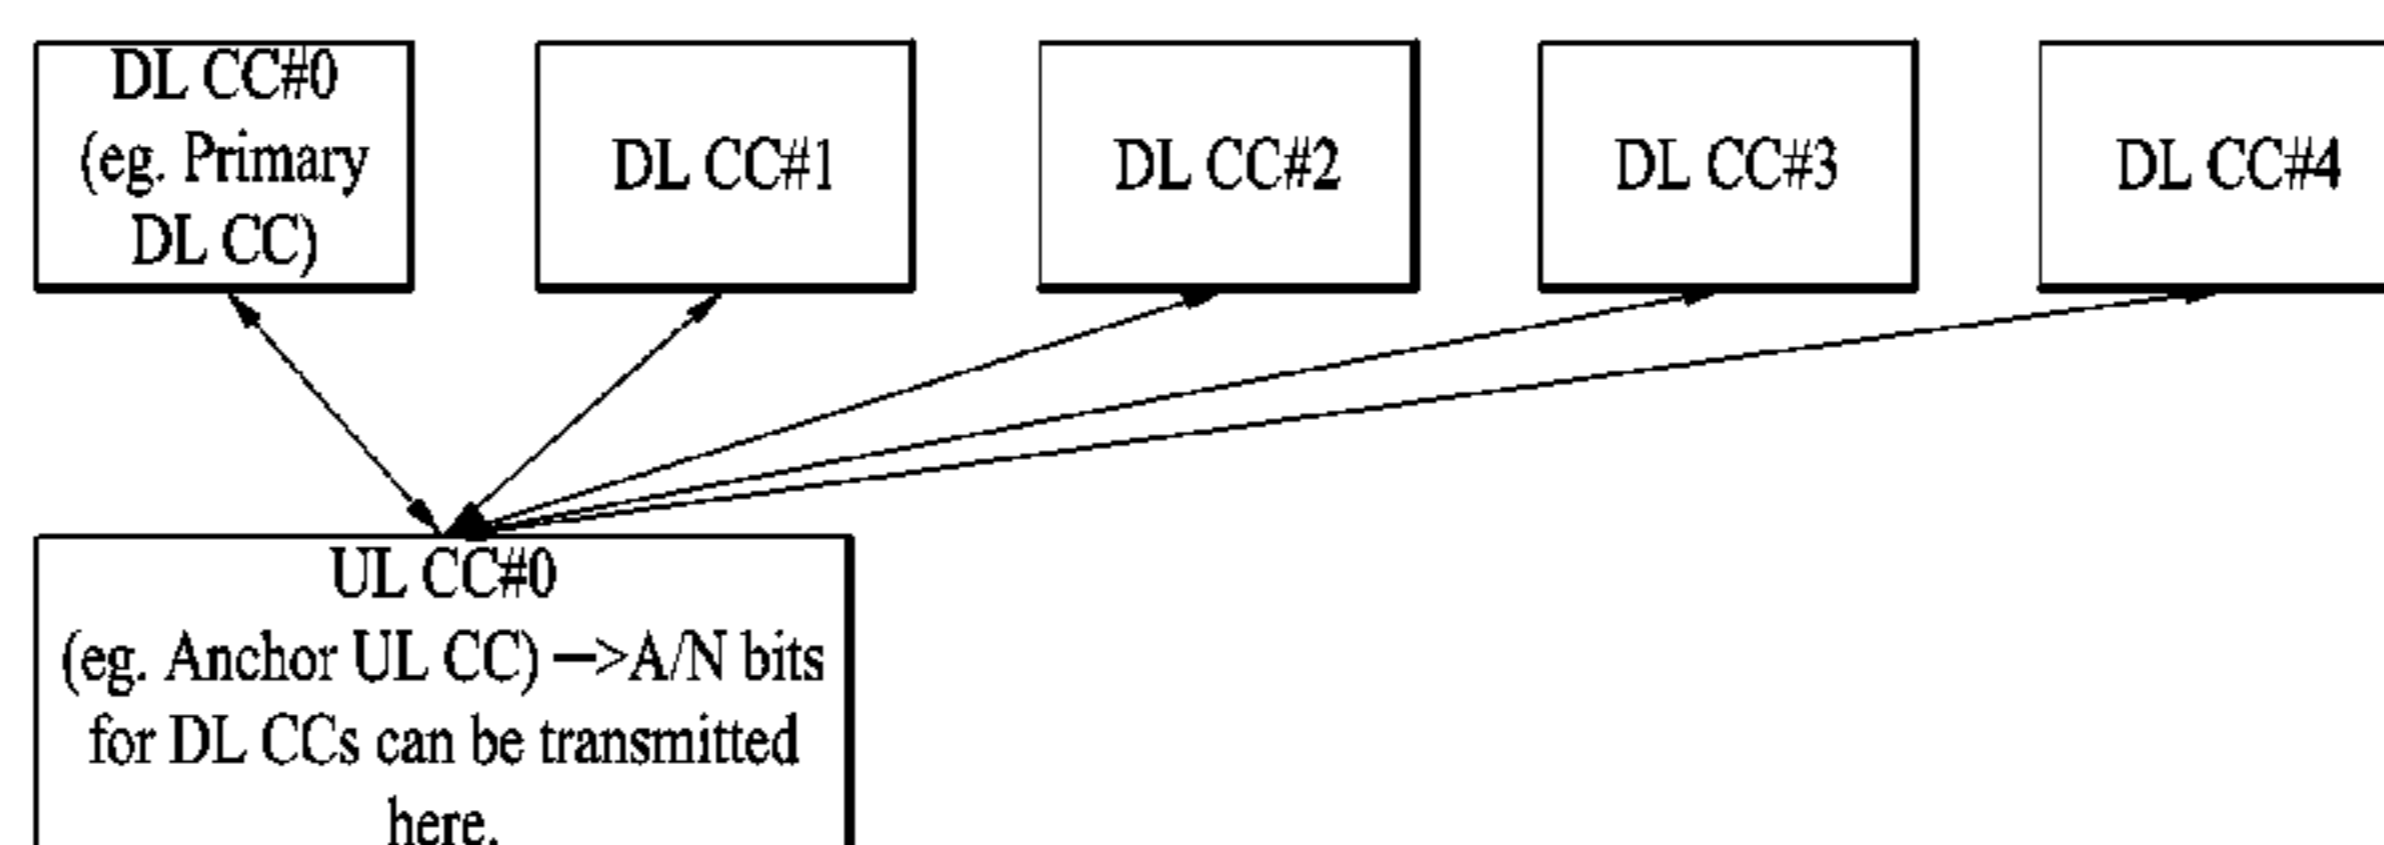 DL CC#0
(eg. Primary
DL CC)
DL CC#1
DL CC#2
DL CC#3
DL CC#4
UL CC#0
(eg. Anchor UL CC) —>A/N bits
for DL CCs can be transmitted
here.